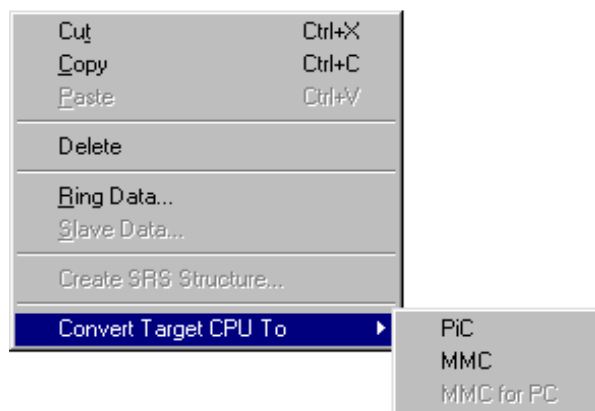 Cut Ctrl+X
Copy Ctrl+C
Paste Ctrl+V
Delete
Ring Data...
Slave Data...
Create SRS Structure...
Convert Target CPU To
PiC
MMC
MMC for PC